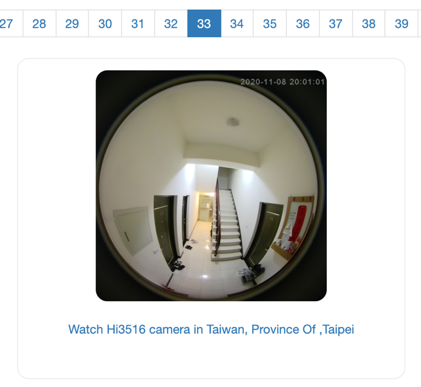 27 28 29 30 31 32 33 34 35 36 37 38 39
2020-11-08 20:01:01
Watch Hi3516 camera in Taiwan, Province Of ,Taipei